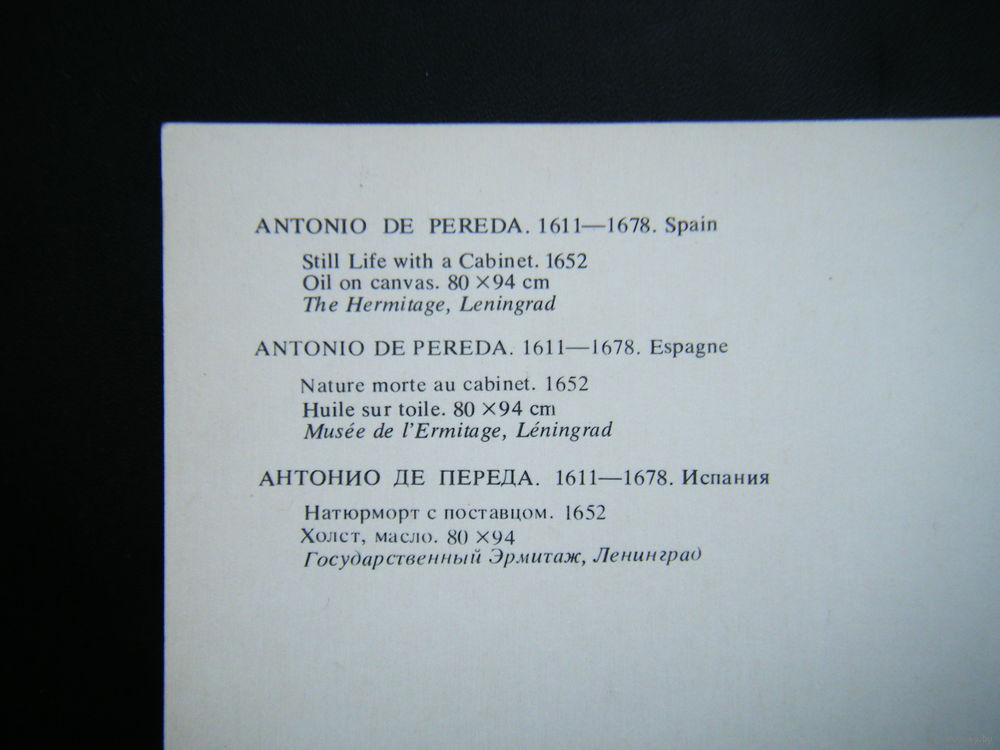 ANTONIO DE PEREDA. 1611—1678. Spain
Still Life with a Cabinet. 1652
Oil on canvas. 80 ×94 cm
The Hermitage, Leningrad
ANTONIO DE PEREDA. 1611—1678. Espagne
Nature morte au cabinet. 1652
Huile sur toile. 80 ×94 cm
Musée de l'Ermitage, Léningrad
АНТОНИО ДЕ ПЕРЕДА. 1611—1678. Испания
Натюрморт с поставцом. 1652
Холст, масло. 80 ×94
Государственный Эрмитаж, Ленинград